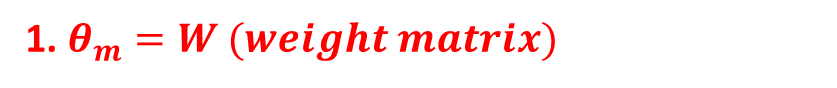 1. θₘ = W (weight matrix)